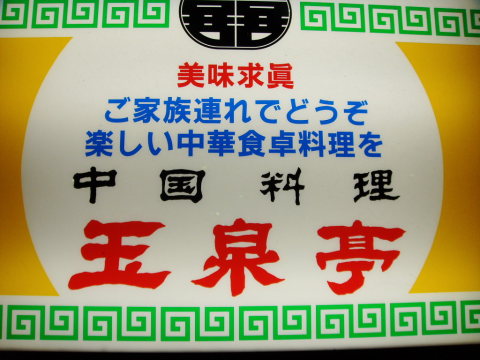 美味求眞
ご家族連れでどうぞ
楽しい中華食卓料理を
中国料理
玉泉亭